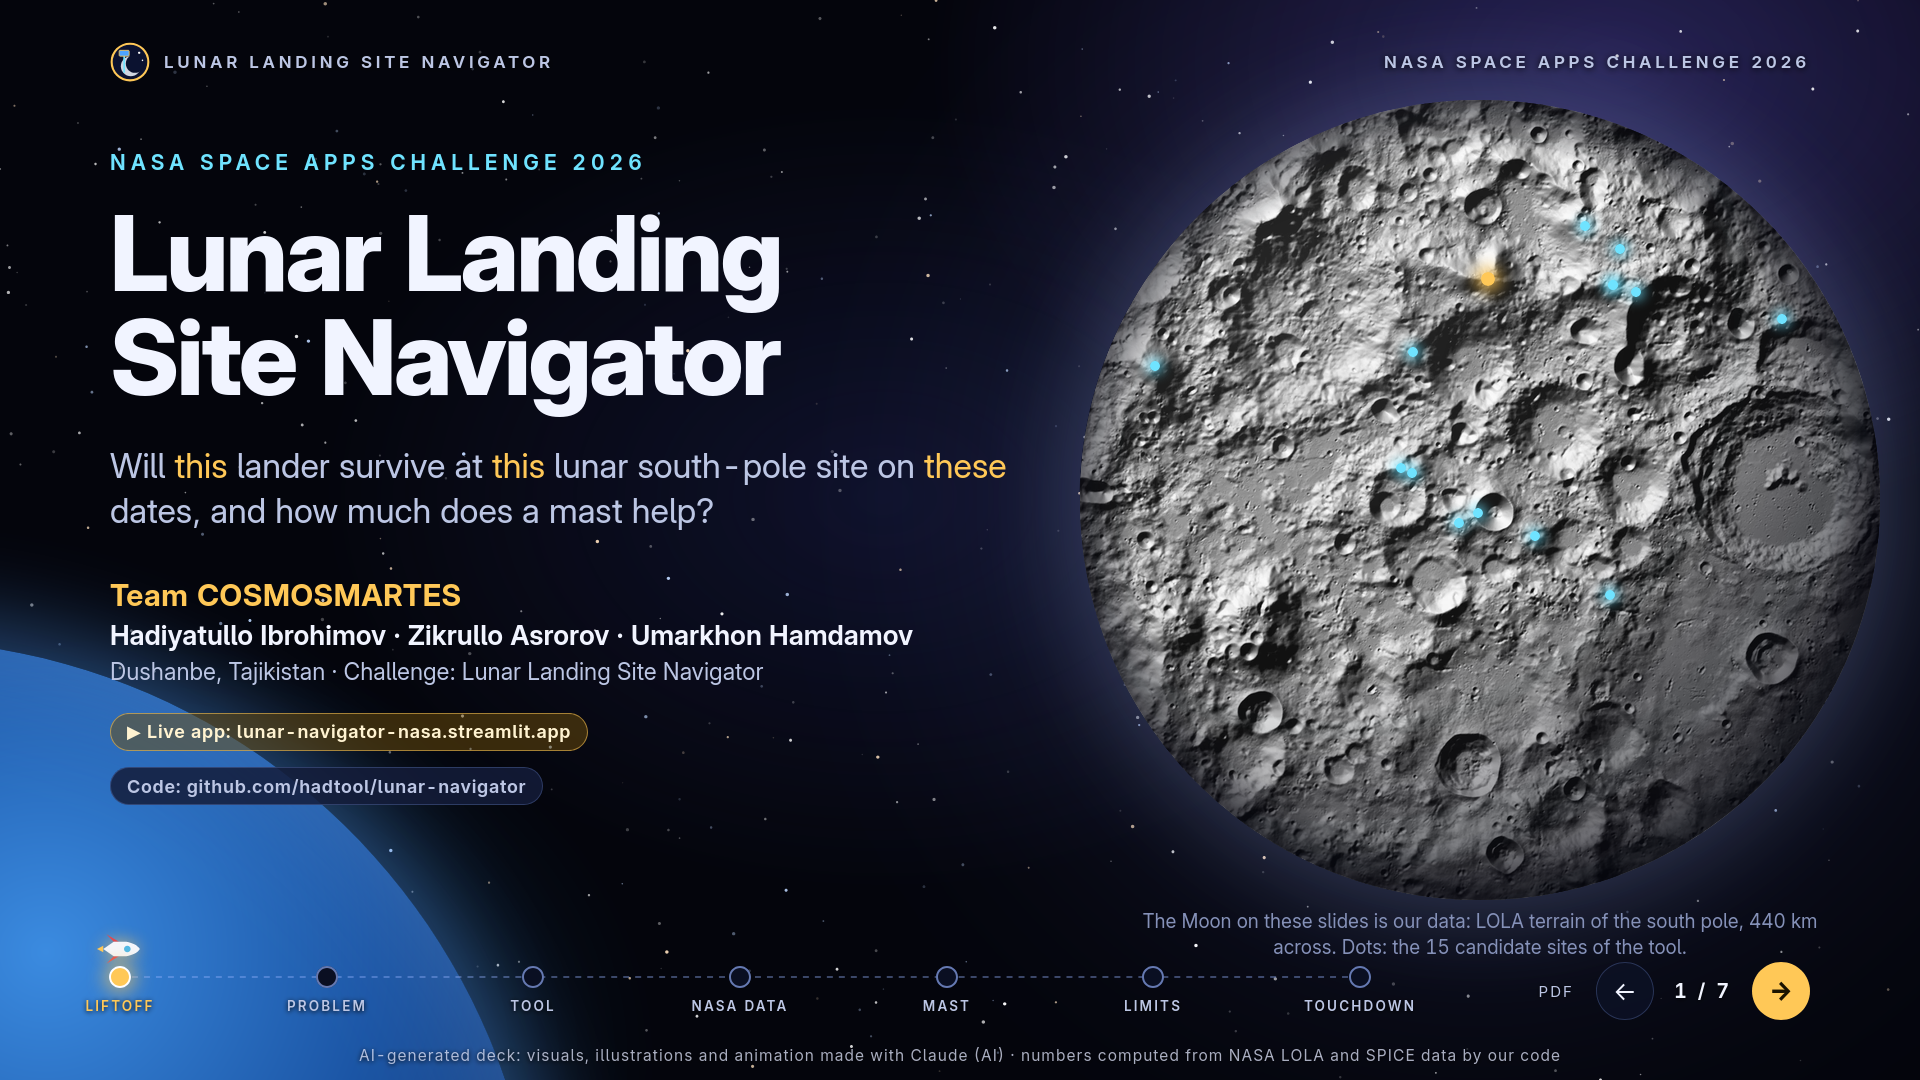 LUNAR LANDING SITE NAVIGATOR
NASA SPACE APPS CHALLENGE 2026
NASA SPACE APPS CHALLENGE 2026
Lunar Landing
Site Navigator
Will this lander survive at this lunar south-pole site on these
dates, and how much does a mast help?
Team COSMOSMARTES
Hadiyatullo Ibrohimov · Zikrullo Asrorov · Umarkhon Hamdamov
Dushanbe, Tajikistan · Challenge: Lunar Landing Site Navigator
▶ Live app: lunar-navigator-nasa.streamlit.app
Code: github.com/hadtool/lunar-navigator
The Moon on these slides is our data: LOLA terrain of the south pole, 440 km
across. Dots: the 15 candidate sites of the tool.
LIFTOFF PROBLEM TOOL NASA DATA MAST LIMITS TOUCHDOWN
PDF ← 1 / 7 →
AI-generated deck: visuals, illustrations and animation made with Claude (AI) · numbers computed from NASA LOLA and SPICE data by our code